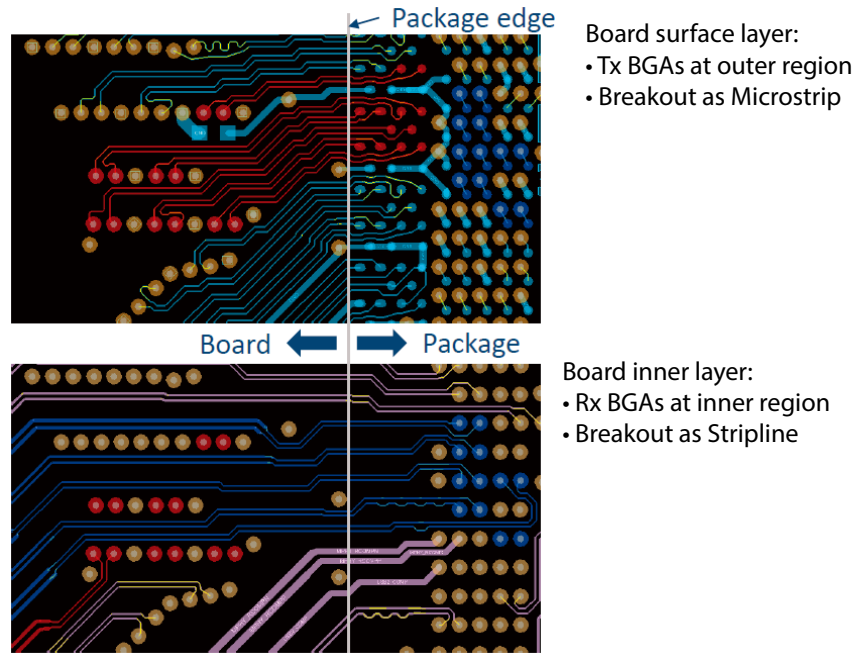 Package edge
Board surface layer:
• Tx BGAs at outer region
• Breakout as Microstrip
Board
Package
Board inner layer:
• Rx BGAs at inner region
• Breakout as Stripline